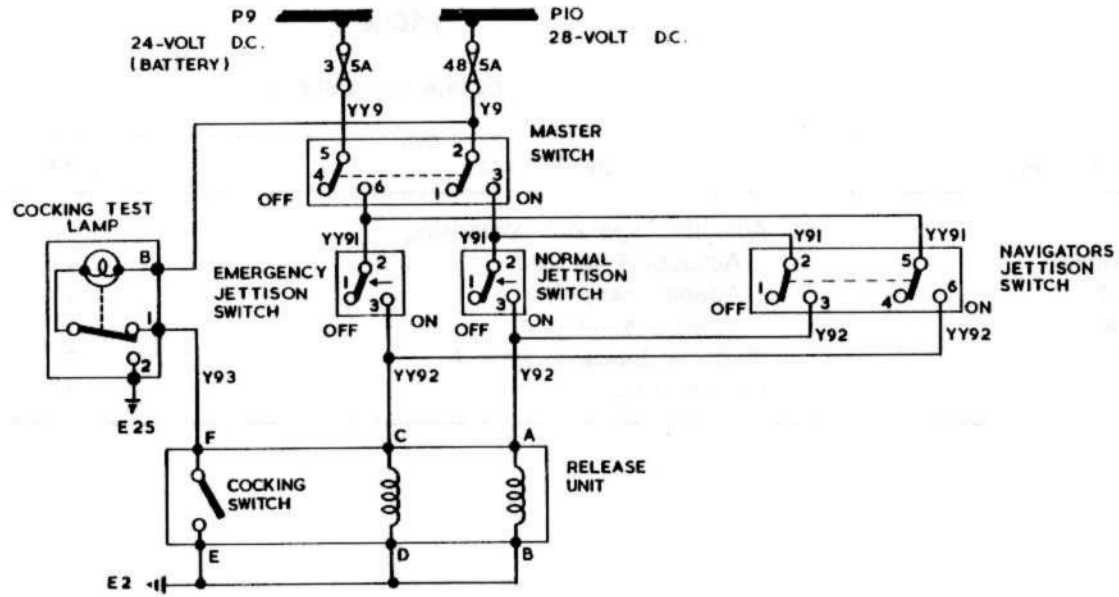 P9
24-VOLT D.C.
(BATTERY)
3 5A
YY9
P10
28-VOLT D.C.
48 5A
Y9
MASTER
SWITCH
5
4
6
2
1
3
OFF
ON
COCKING TEST
LAMP
B
1
2
E25
Y93
YY91
EMERGENCY
JETTISON
SWITCH
1
2
3
OFF
ON
Y91
NORMAL
JETTISON
SWITCH
1
2
3
OFF
ON
Y91
YY91
NAVIGATORS
JETTISON
SWITCH
2
1
3
5
4
6
OFF
ON
Y92
YY92
YY92
Y92
F
C
A
COCKING
SWITCH
RELEASE
UNIT
E
D
B
E2